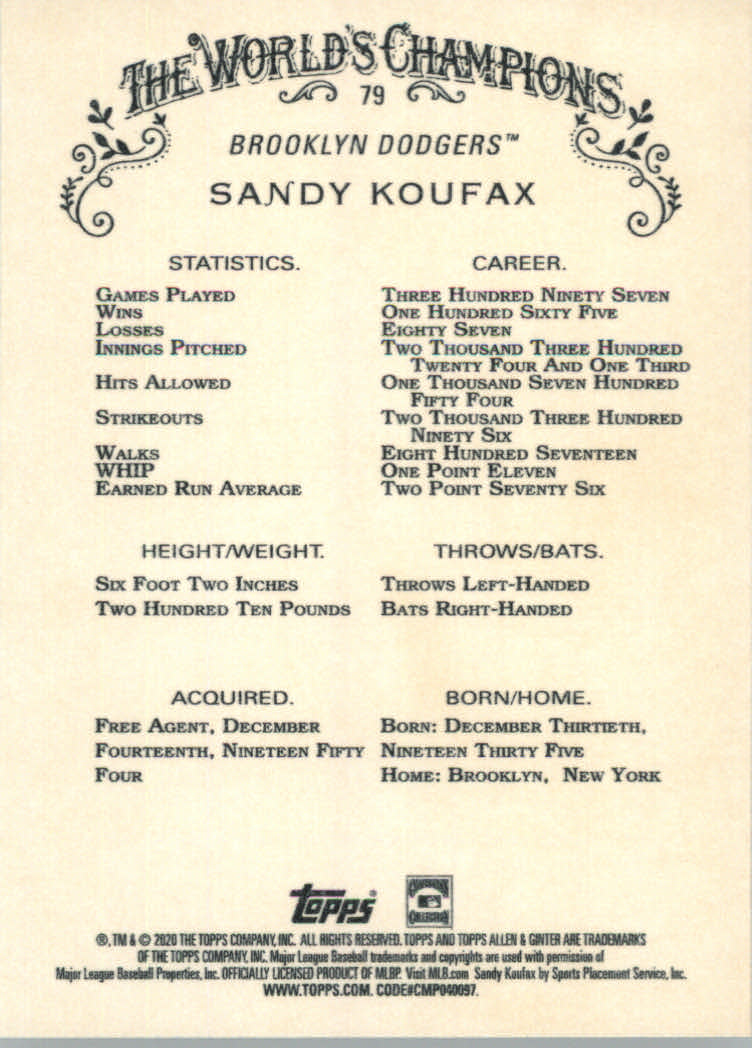 THE WORLD'S CHAMPIONS
79
BROOKLYN DODGERS™
SANDY KOUFAX
STATISTICS. CAREER.
GAMES PLAYED THREE HUNDRED NINETY SEVEN
WINS ONE HUNDRED SIXTY FIVE
LOSSES EIGHTY SEVEN
INNINGS PITCHED TWO THOUSAND THREE HUNDRED
TWENTY FOUR AND ONE THIRD
HITS ALLOWED ONE THOUSAND SEVEN HUNDRED
FIFTY FOUR
STRIKEOUTS TWO THOUSAND THREE HUNDRED
NINETY SIX
WALKS EIGHT HUNDRED SEVENTEEN
WHIP ONE POINT ELEVEN
EARNED RUN AVERAGE TWO POINT SEVENTY SIX
HEIGHT/WEIGHT.
SIX FOOT TWO INCHES
TWO HUNDRED TEN POUNDS
THROWS/BATS.
THROWS LEFT-HANDED
BATS RIGHT-HANDED
ACQUIRED.
FREE AGENT, DECEMBER
FOURTEENTH, NINETEEN FIFTY
FOUR
BORN/HOME.
BORN: DECEMBER THIRTIETH,
NINETEEN THIRTY FIVE
HOME: BROOKLYN, NEW YORK
topps®
COOPERSTOWN
COLLECTION
®, TM & © 2020 THE TOPPS COMPANY, INC. ALL RIGHTS RESERVED. TOPPS AND TOPPS ALLEN & GINTER ARE TRADEMARKS
OF THE TOPPS COMPANY, INC. Major League Baseball trademarks and copyrights are used with permission of
Major League Baseball Properties, Inc. OFFICIALLY LICENSED PRODUCT OF MLBP. Visit MLB.com Sandy Koufax by Sports Placement Service, Inc.
WWW.TOPPS.COM. CODE#CMP040097.